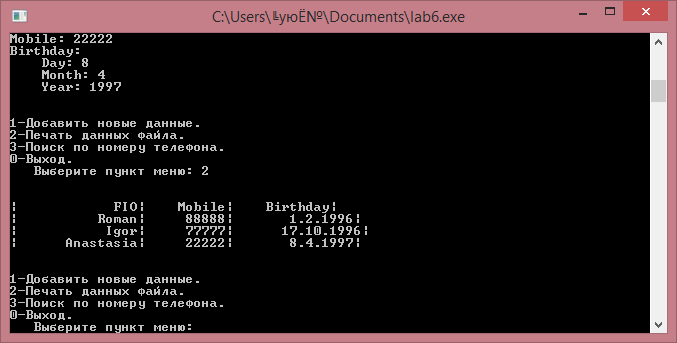 C:\Users\╚уюЁ№\Documents\lab6.exe
Mobile: 22222
Birthday:
    Day: 8
    Month: 4
    Year: 1997
1-Добавить новые данные.
2-Печать данных файла.
3-Поиск по номеру телефона.
0-Выход.
   Выберите пункт меню: 2
¦            FIO¦    Mobile¦    Birthday¦
¦          Roman¦     88888¦       1.2.1996¦
¦           Igor¦     77777¦      17.10.1996¦
¦      Anastasia¦     22222¦       8.4.1997¦
1-Добавить новые данные.
2-Печать данных файла.
3-Поиск по номеру телефона.
0-Выход.
   Выберите пункт меню: